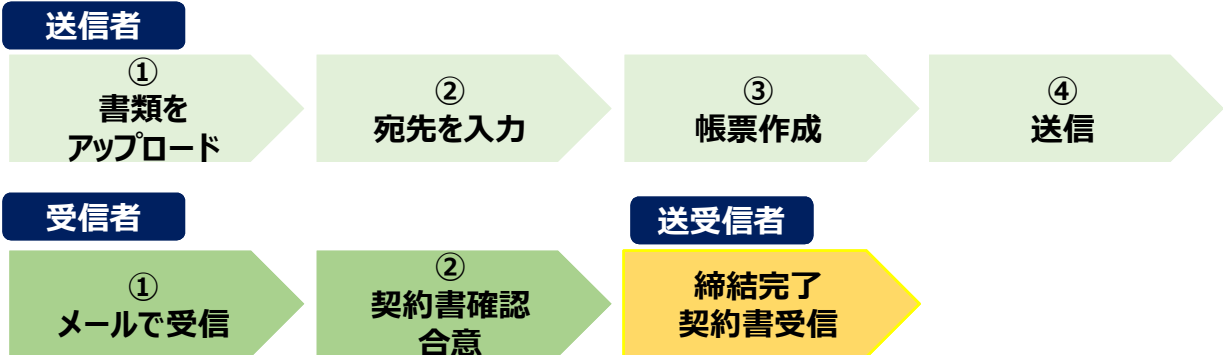 送信者
①
書類を
アップロード
②
宛先を入力
③
帳票作成
④
送信
受信者
①
メールで受信
②
契約書確認
合意
送受信者
締結完了
契約書受信